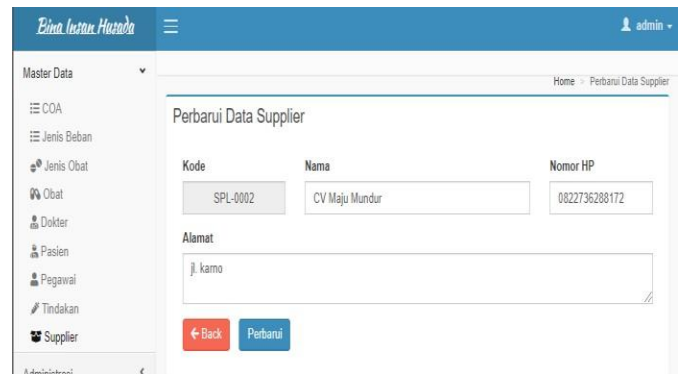 Bina Insan Husada
admin
Master Data
Home > Perbarui Data Supplier
COA
Jenis Beban
Jenis Obat
Obat
Dokter
Pasien
Pegawai
Tindakan
Supplier
Administrasi
Perbarui Data Supplier
Kode Nama Nomor HP
SPL-0002 CV Maju Mundur 0822736288172
Alamat
jl. karno
Back Perbarui